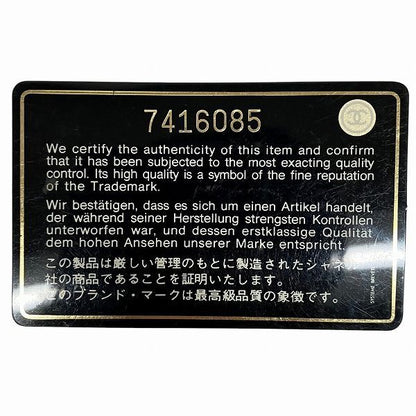 7416085
We certify the authenticity of this item and confirm
that it has been subjected to the most exacting quality
control. Its high quality is a symbol of the fine reputation
of the Trademark.
Wir bestätigen, dass es sich um einen Artikel handelt,
der während seiner Herstellung strengsten Kontrollen
unterworfen war, und dessen erstklassige Qualität
dem hohen Ansehen unserer Marke entspricht.
この製品は厳しい管理のもとに製造されたシャネ
社の商品であることを証明いたします。
このブランド・マークは最高級品質の象徴です。